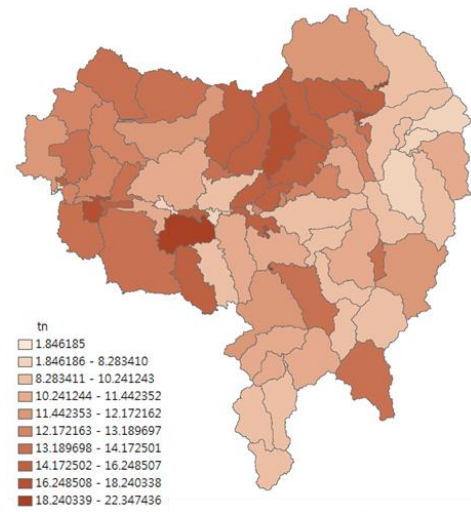 tn
1.846185
1.846186 - 8.283410
8.283411 - 10.241243
10.241244 - 11.442352
11.442353 - 12.172162
12.172163 - 13.189697
13.189698 - 14.172501
14.172502 - 16.248507
16.248508 - 18.240338
18.240339 - 22.347436